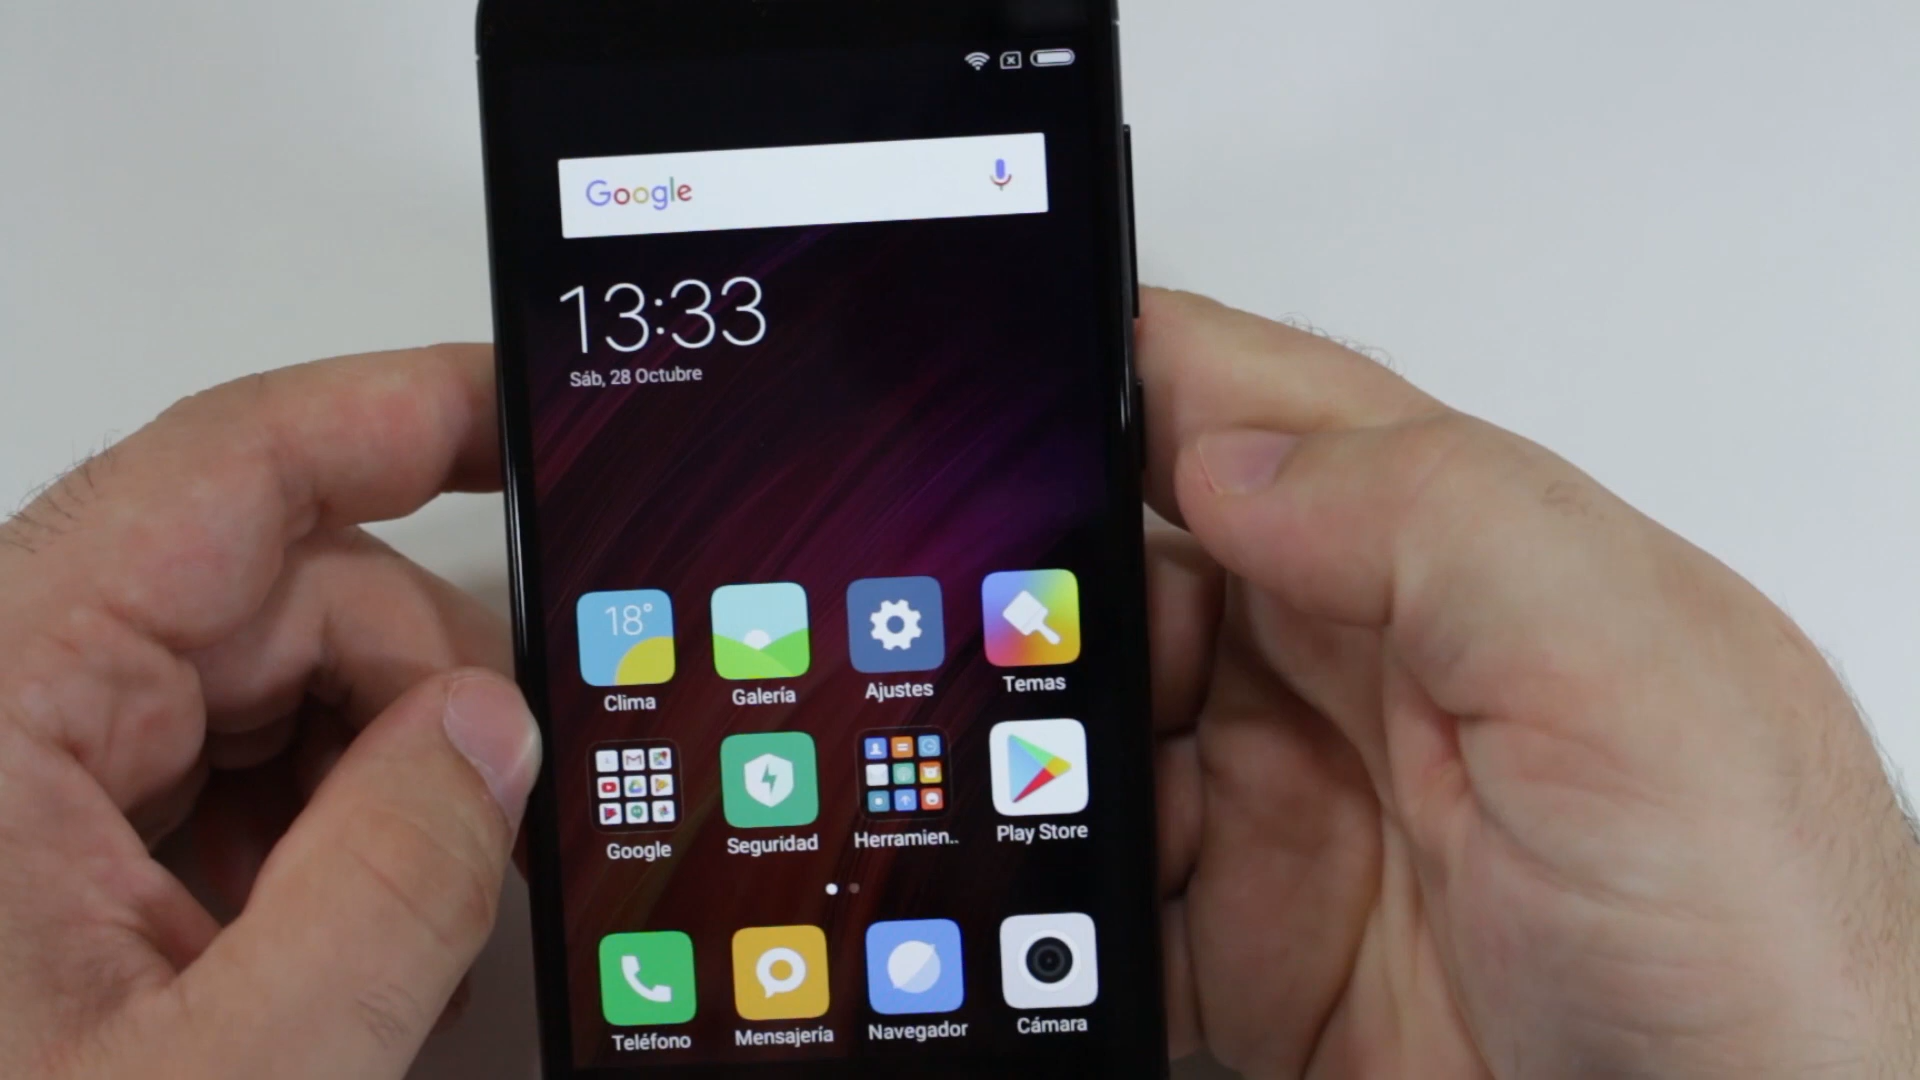 Google
13:33
Sáb, 28 Octubre
18°
Clima
Galería
Ajustes
Temas
Google
Seguridad
Herramien..
Play Store
Teléfono
Mensajería
Navegador
Cámara